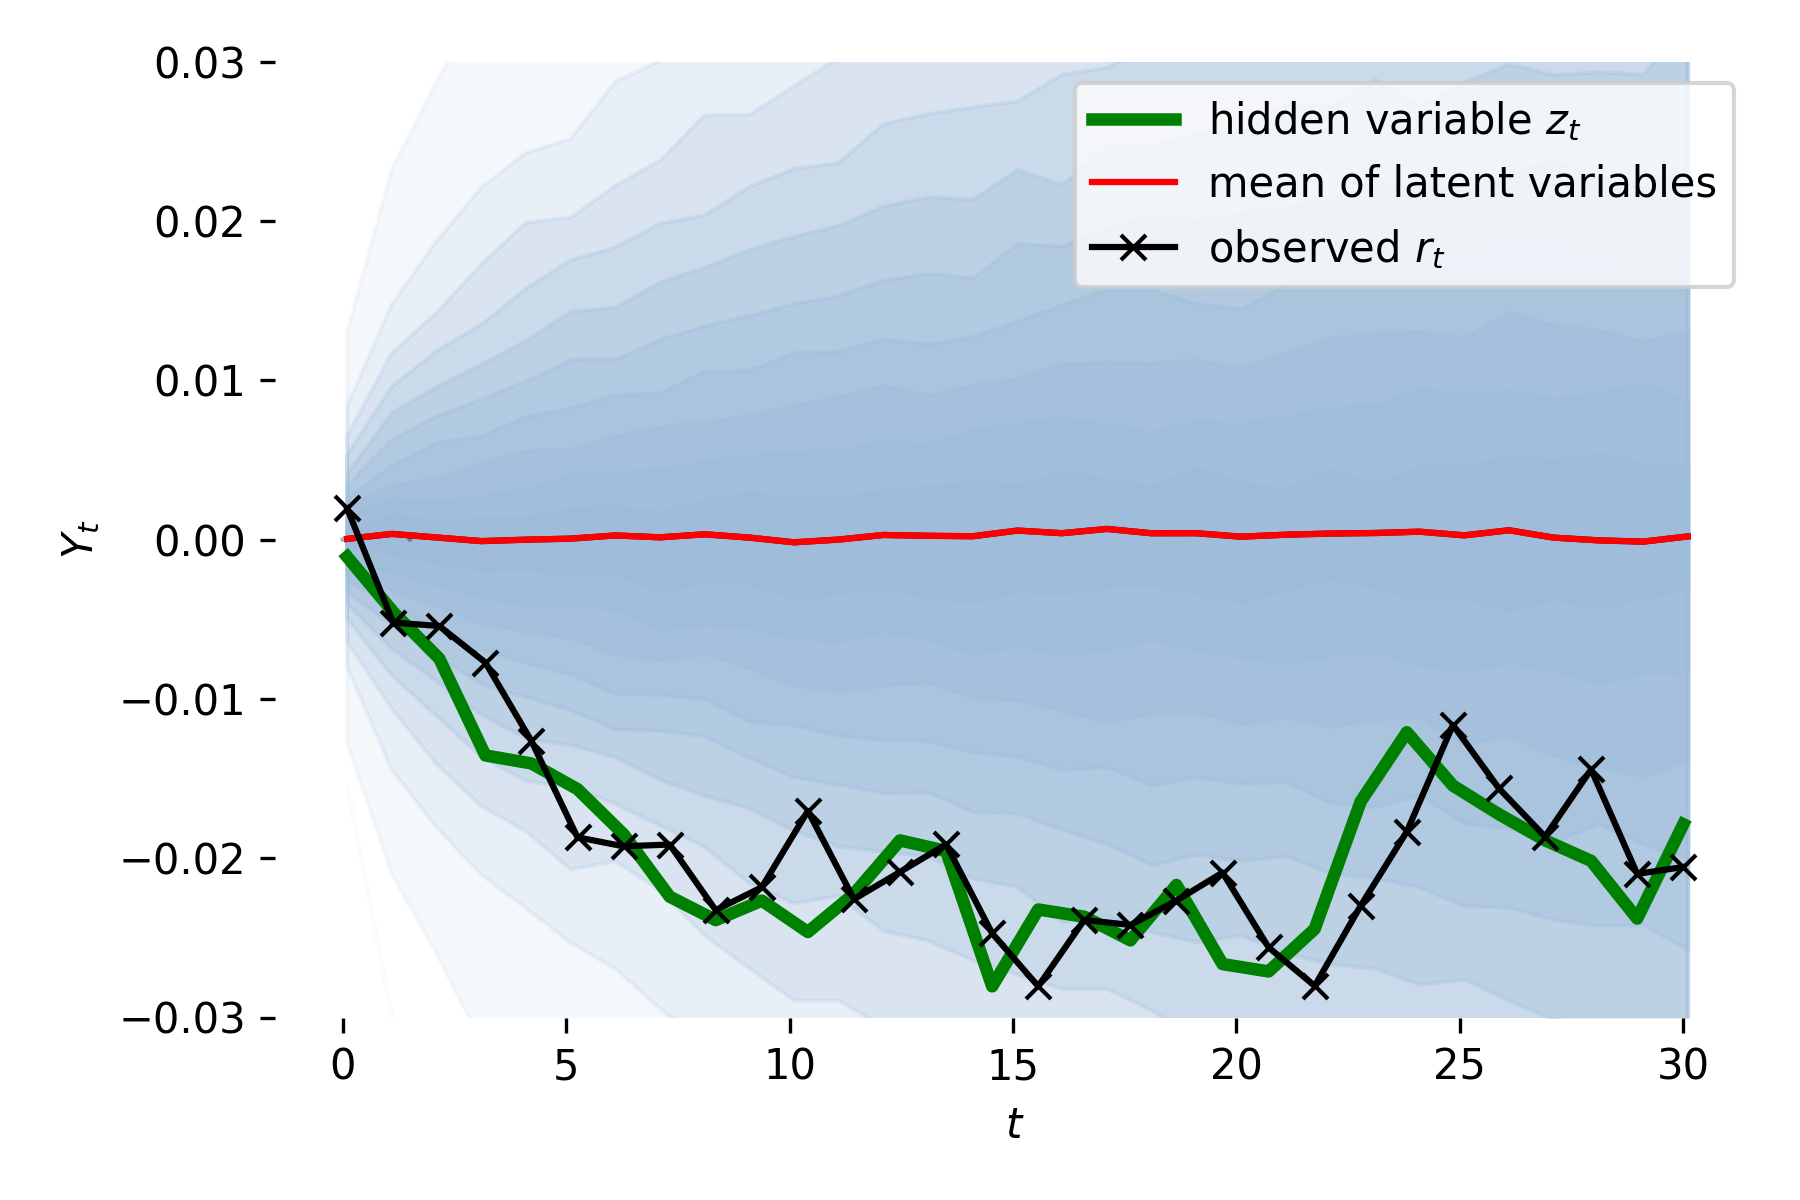 0.03
0.02
0.01
0.00
−0.01
−0.02
−0.03
Y_t
hidden variable z_t
mean of latent variables
observed r_t
0 5 10 15 20 25 30
t